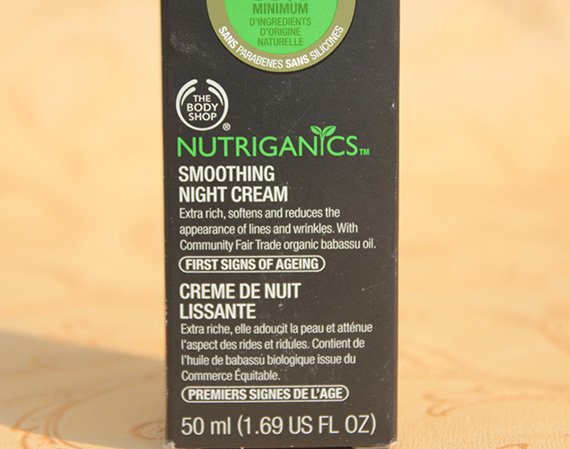 MINIMUM
D'INGREDIENTS
D'ORIGINE
NATURELLE
SANS PARABENES SANS SILICONES
THE
BODY
SHOP
®
NUTRIGANICS™
SMOOTHING
NIGHT CREAM
Extra rich, softens and reduces the
appearance of lines and wrinkles. With
Community Fair Trade organic babassu oil.
FIRST SIGNS OF AGEING
CREME DE NUIT
LISSANTE
Extra riche, elle adoucit la peau et atténue
l'aspect des rides et ridules. Contient de
l'huile de babassu biologique issue du
Commerce Équitable.
PREMIERS SIGNES DE L'AGE
50 ml (1.69 US FL OZ)